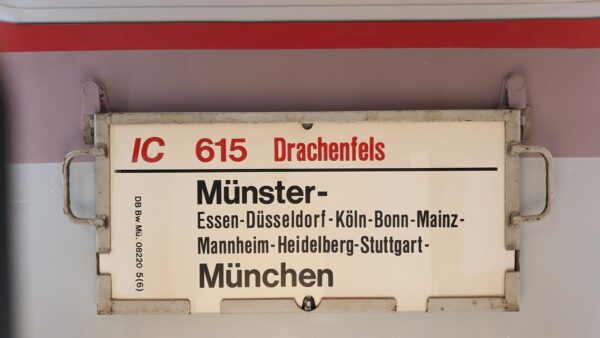 IC 615 Drachenfels
Münster-
Essen-Düsseldorf-Köln-Bonn-Mainz-
Mannheim-Heidelberg-Stuttgart-
München
DB Bw Mü. 08220 5(6)